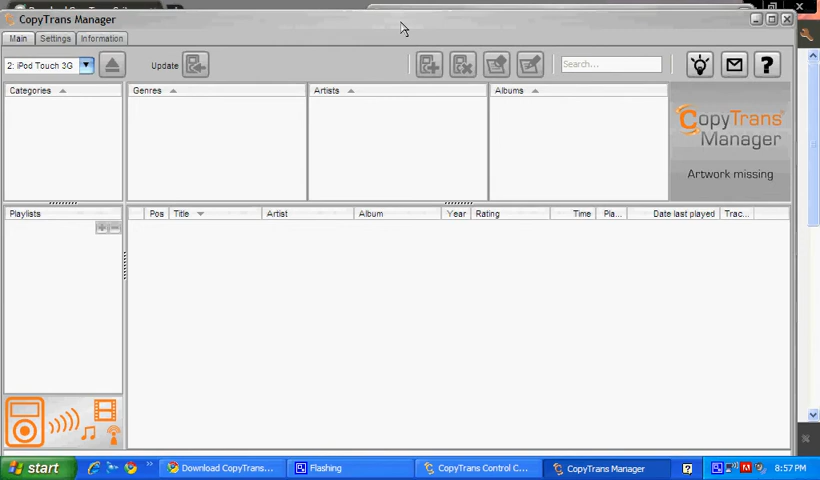 CopyTrans Manager
Main Settings Information
2: iPod Touch 3G Update Search... ?
Categories Genres Artists Albums
CopyTrans
Manager
Artwork missing
Playlists Pos Title Artist Album Year Rating Time Pla... Date last played Trac...
start Download CopyTrans... Flashing CopyTrans Control C... CopyTrans Manager ? 8:57 PM